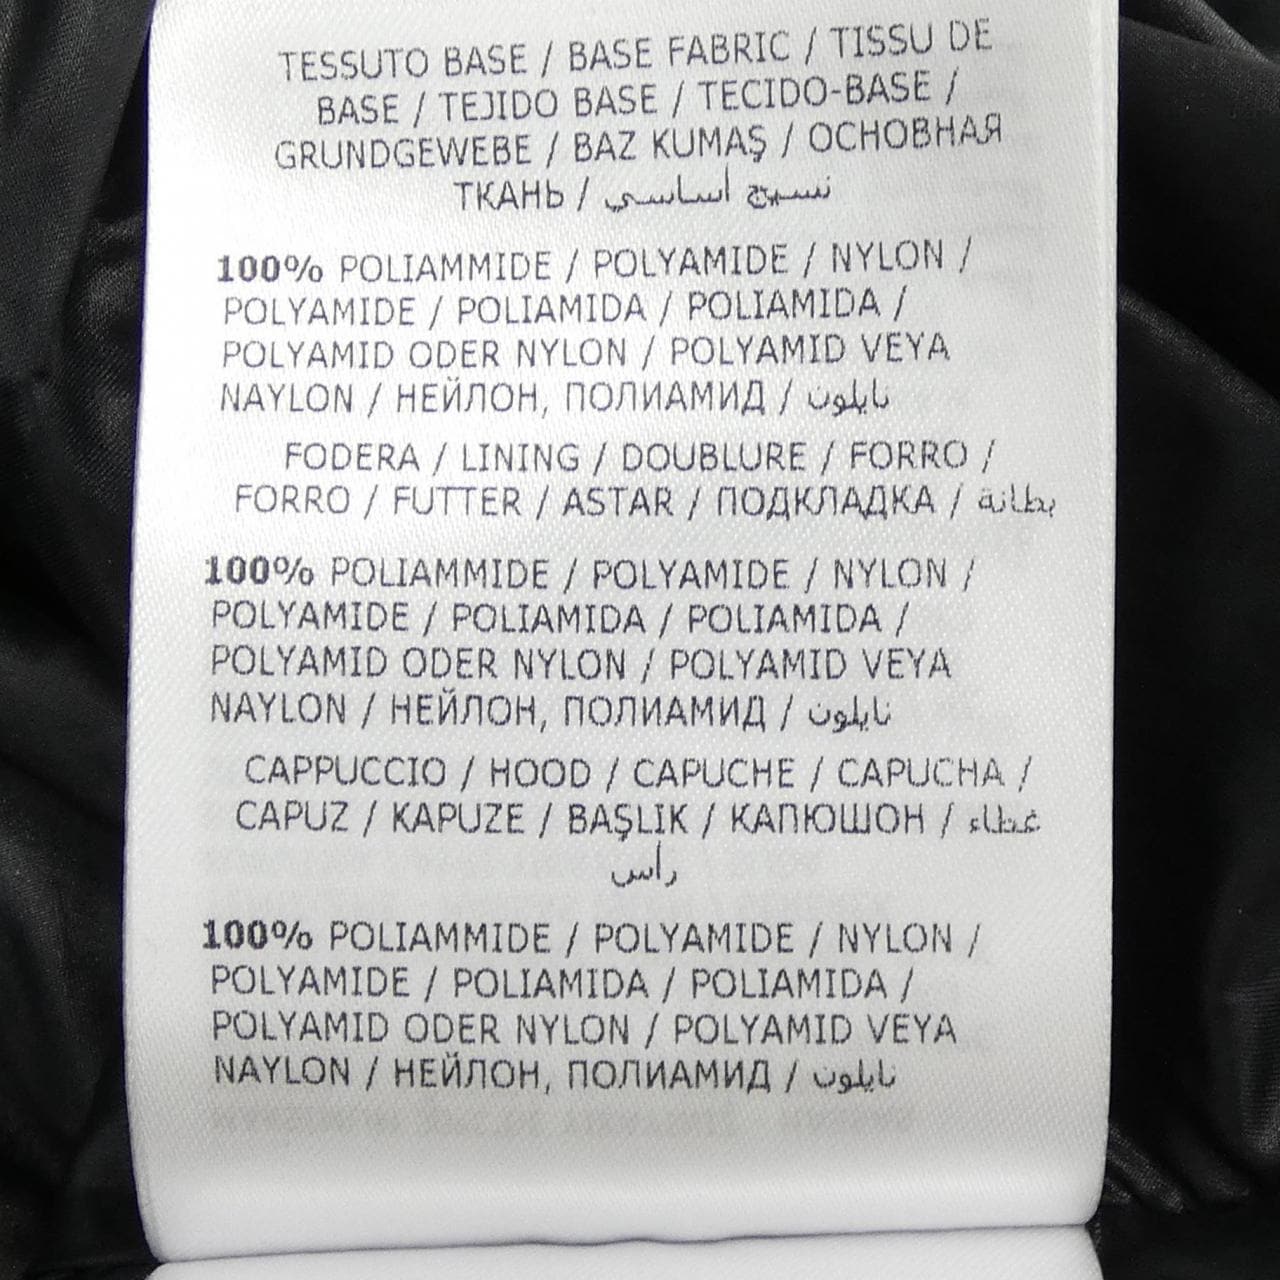 TESSUTO BASE / BASE FABRIC / TISSU DE
BASE / TEJIDO BASE / TECIDO-BASE /
GRUNDGEWEBE / BAZ KUMAŞ / ОСНОВНАЯ
ТКАНЬ / نسيج أساسي
100% POLIAMMIDE / POLYAMIDE / NYLON /
POLYAMIDE / POLIAMIDA / POLIAMIDA /
POLYAMID ODER NYLON / POLYAMID VEYA
NAYLON / НЕЙЛОН, ПОЛИАМИД / نايلون
FODERA / LINING / DOUBLURE / FORRO /
FORRO / FUTTER / ASTAR / ПОДКЛАДКА / بطانة
100% POLIAMMIDE / POLYAMIDE / NYLON /
POLYAMIDE / POLIAMIDA / POLIAMIDA /
POLYAMID ODER NYLON / POLYAMID VEYA
NAYLON / НЕЙЛОН, ПОЛИАМИД / نايلون
CAPPUCCIO / HOOD / CAPUCHE / CAPUCHA /
CAPUZ / KAPUZE / BAŞLIK / КАПЮШОН / غطاء
رأس
100% POLIAMMIDE / POLYAMIDE / NYLON /
POLYAMIDE / POLIAMIDA / POLIAMIDA /
POLYAMID ODER NYLON / POLYAMID VEYA
NAYLON / НЕЙЛОН, ПОЛИАМИД / نايلون